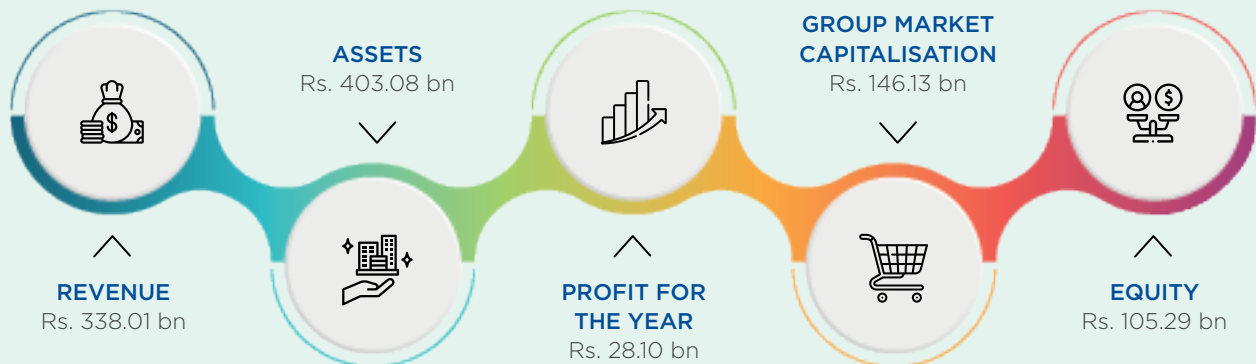 REVENUE
Rs. 338.01 bn
ASSETS
Rs. 403.08 bn
PROFIT FOR
THE YEAR
Rs. 28.10 bn
GROUP MARKET
CAPITALISATION
Rs. 146.13 bn
EQUITY
Rs. 105.29 bn